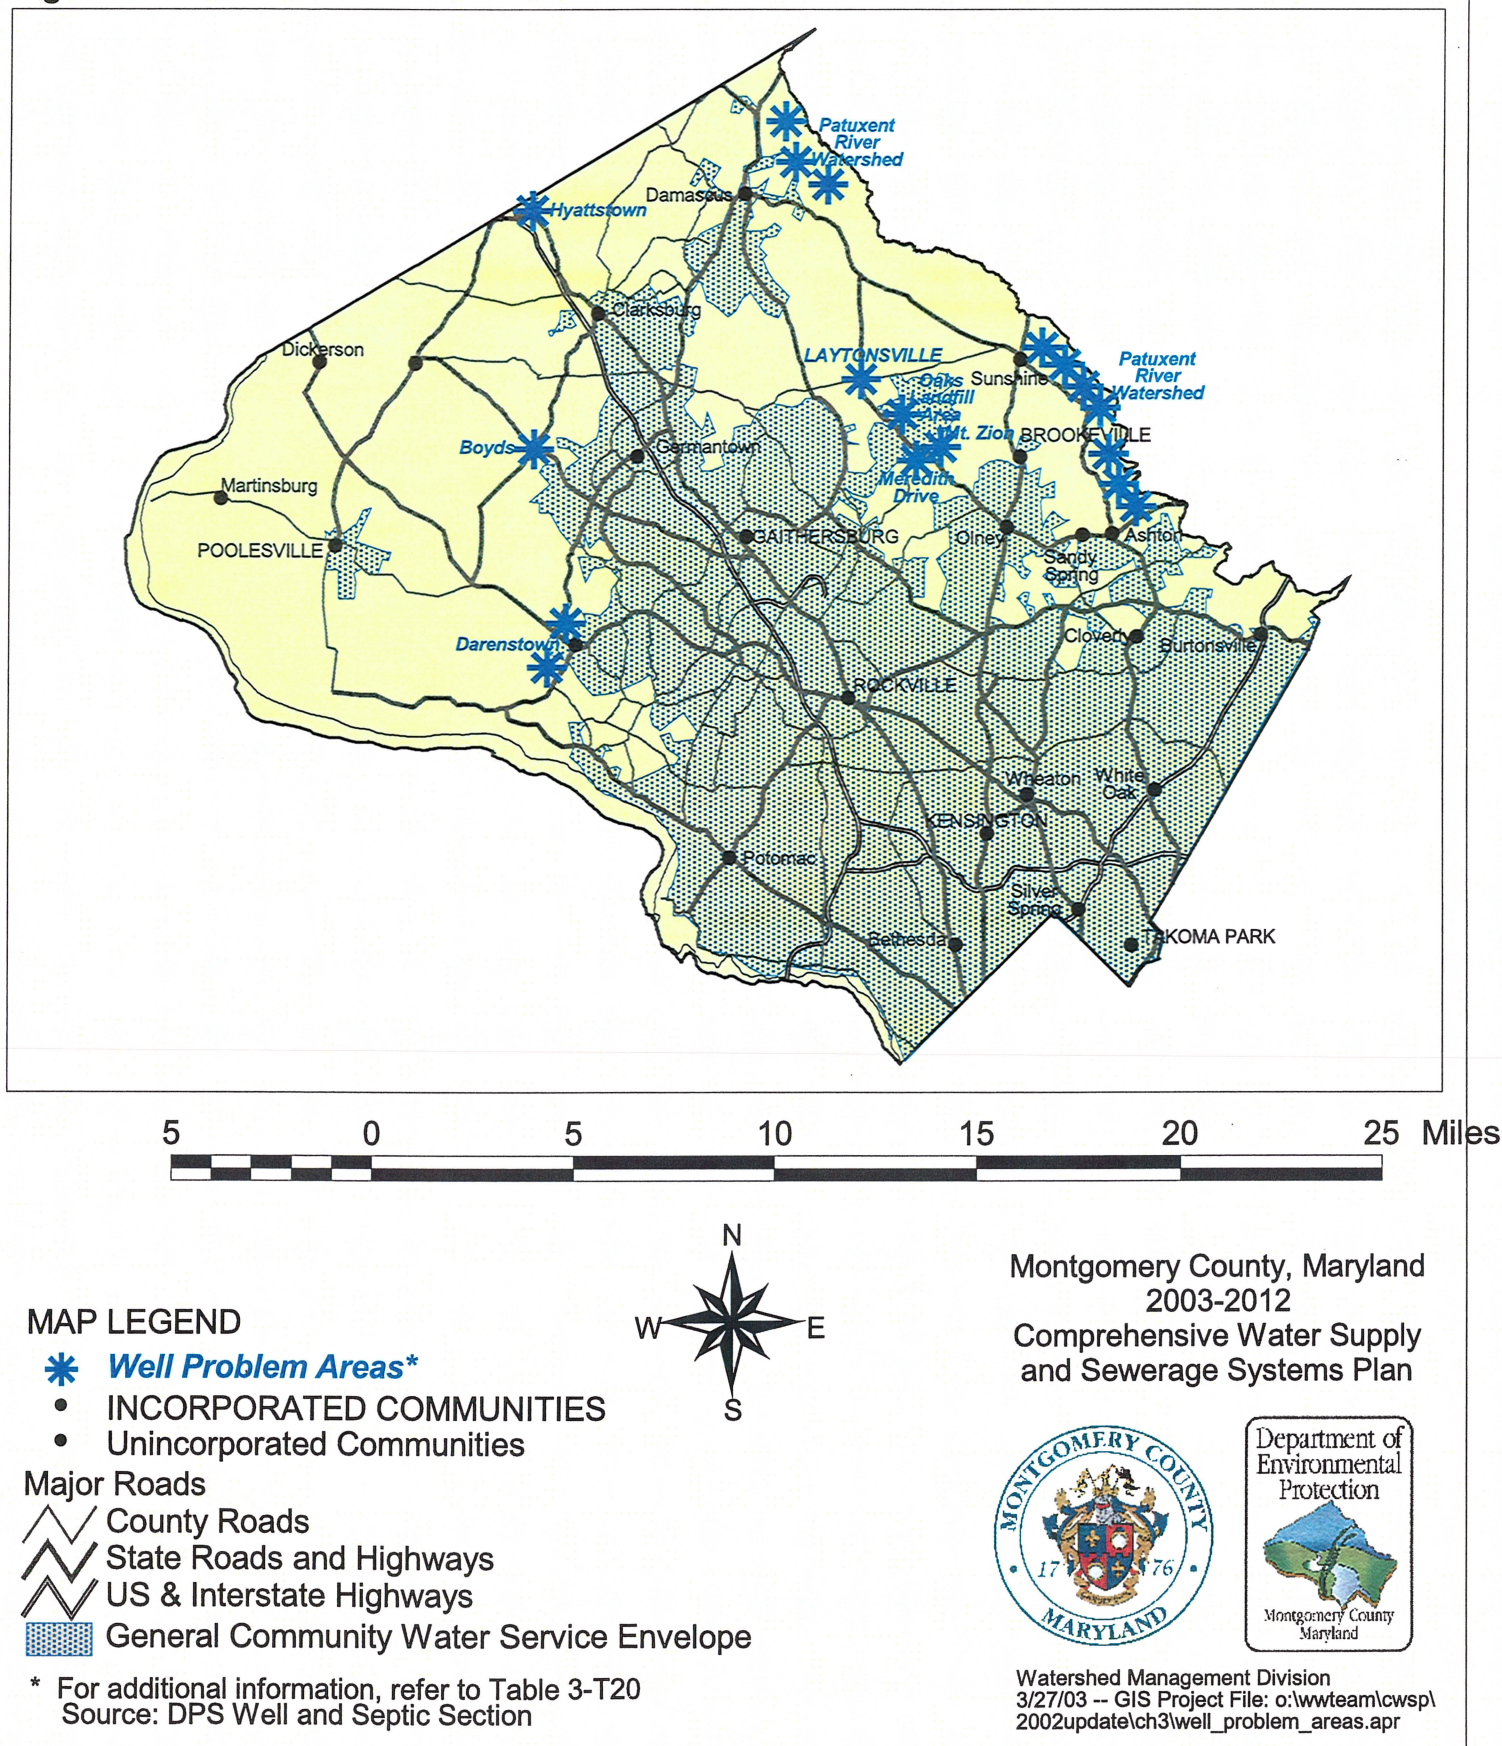 Patuxent
River
Watershed
Damascus
Hyattstown
Clarksburg
Dickerson
LAYTONSVILLE
Oaks
Landfill
Area
Sunshine
Patuxent
River
Watershed
Mt. Zion
BROOKEVILLE
Boyds
Germantown
Meredith
Drive
Martinsburg
POOLESVILLE
GAITHERSBURG
Olney
Ashton
Sandy
Spring
Darenstown
Cloverly
Burtonsville
ROCKVILLE
Wheaton
White
Oak
KENSINGTON
Potomac
Silver
Spring
Bethesda
TAKOMA PARK
5 0 5 10 15 20 25 Miles
N
W E
S
MAP LEGEND
Well Problem Areas*
INCORPORATED COMMUNITIES
Unincorporated Communities
Major Roads
County Roads
State Roads and Highways
US & Interstate Highways
General Community Water Service Envelope
* For additional information, refer to Table 3-T20
Source: DPS Well and Septic Section
Montgomery County, Maryland
2003-2012
Comprehensive Water Supply
and Sewerage Systems Plan
MONTGOMERY COUNTY
17 76
MARYLAND
Department of
Environmental
Protection
Montgomery County
Maryland
Watershed Management Division
3/27/03 -- GIS Project File: o:\wwteam\cwsp\
2002update\ch3\well_problem_areas.apr